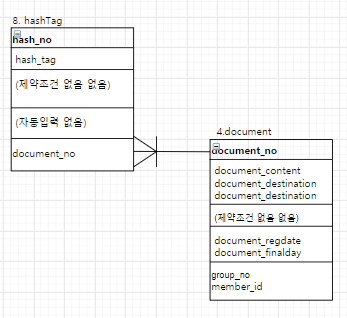 8. hashTag
hash_no
hash_tag
(제약조건 없음 없음)
(자동입력 없음)
document_no
4.document
document_no
document_content
document_destination
document_destination
(제약조건 없음 없음)
document_regdate
document_finalday
group_no
member_id